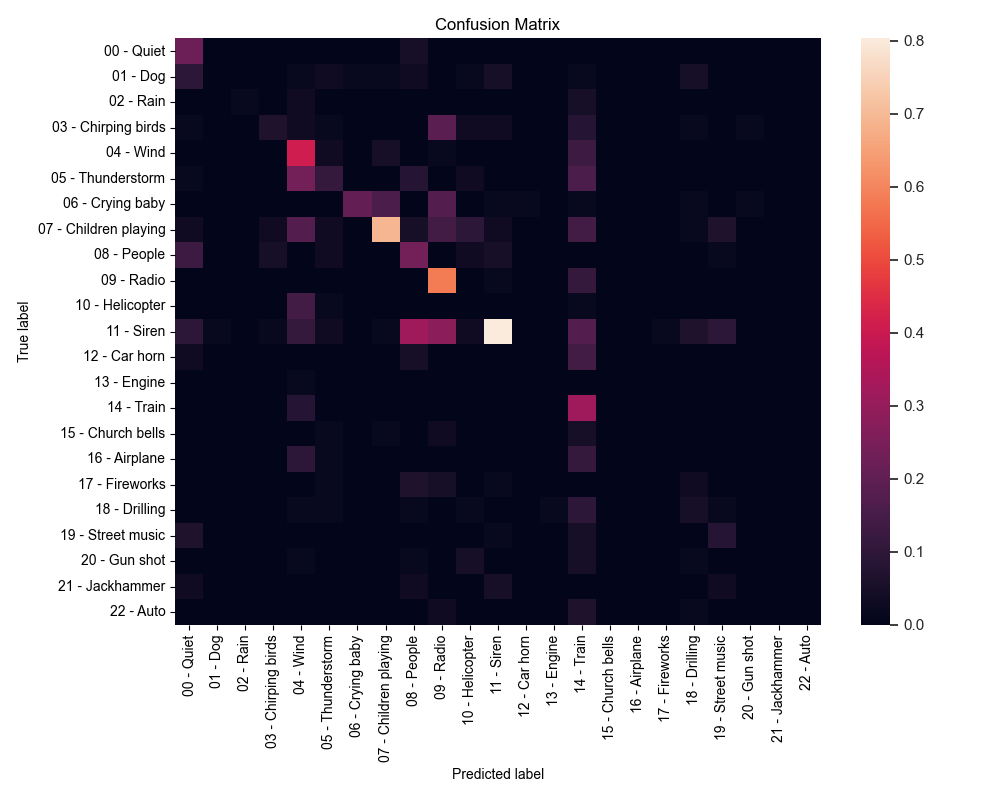 Confusion Matrix
True label
00 - Quiet
01 - Dog
02 - Rain
03 - Chirping birds
04 - Wind
05 - Thunderstorm
06 - Crying baby
07 - Children playing
08 - People
09 - Radio
10 - Helicopter
11 - Siren
12 - Car horn
13 - Engine
14 - Train
15 - Church bells
16 - Airplane
17 - Fireworks
18 - Drilling
19 - Street music
20 - Gun shot
21 - Jackhammer
22 - Auto
00 - Quiet
01 - Dog
02 - Rain
03 - Chirping birds
04 - Wind
05 - Thunderstorm
06 - Crying baby
07 - Children playing
08 - People
09 - Radio
10 - Helicopter
11 - Siren
12 - Car horn
13 - Engine
14 - Train
15 - Church bells
16 - Airplane
17 - Fireworks
18 - Drilling
19 - Street music
20 - Gun shot
21 - Jackhammer
22 - Auto
Predicted label
0.8
0.7
0.6
0.5
0.4
0.3
0.2
0.1
0.0